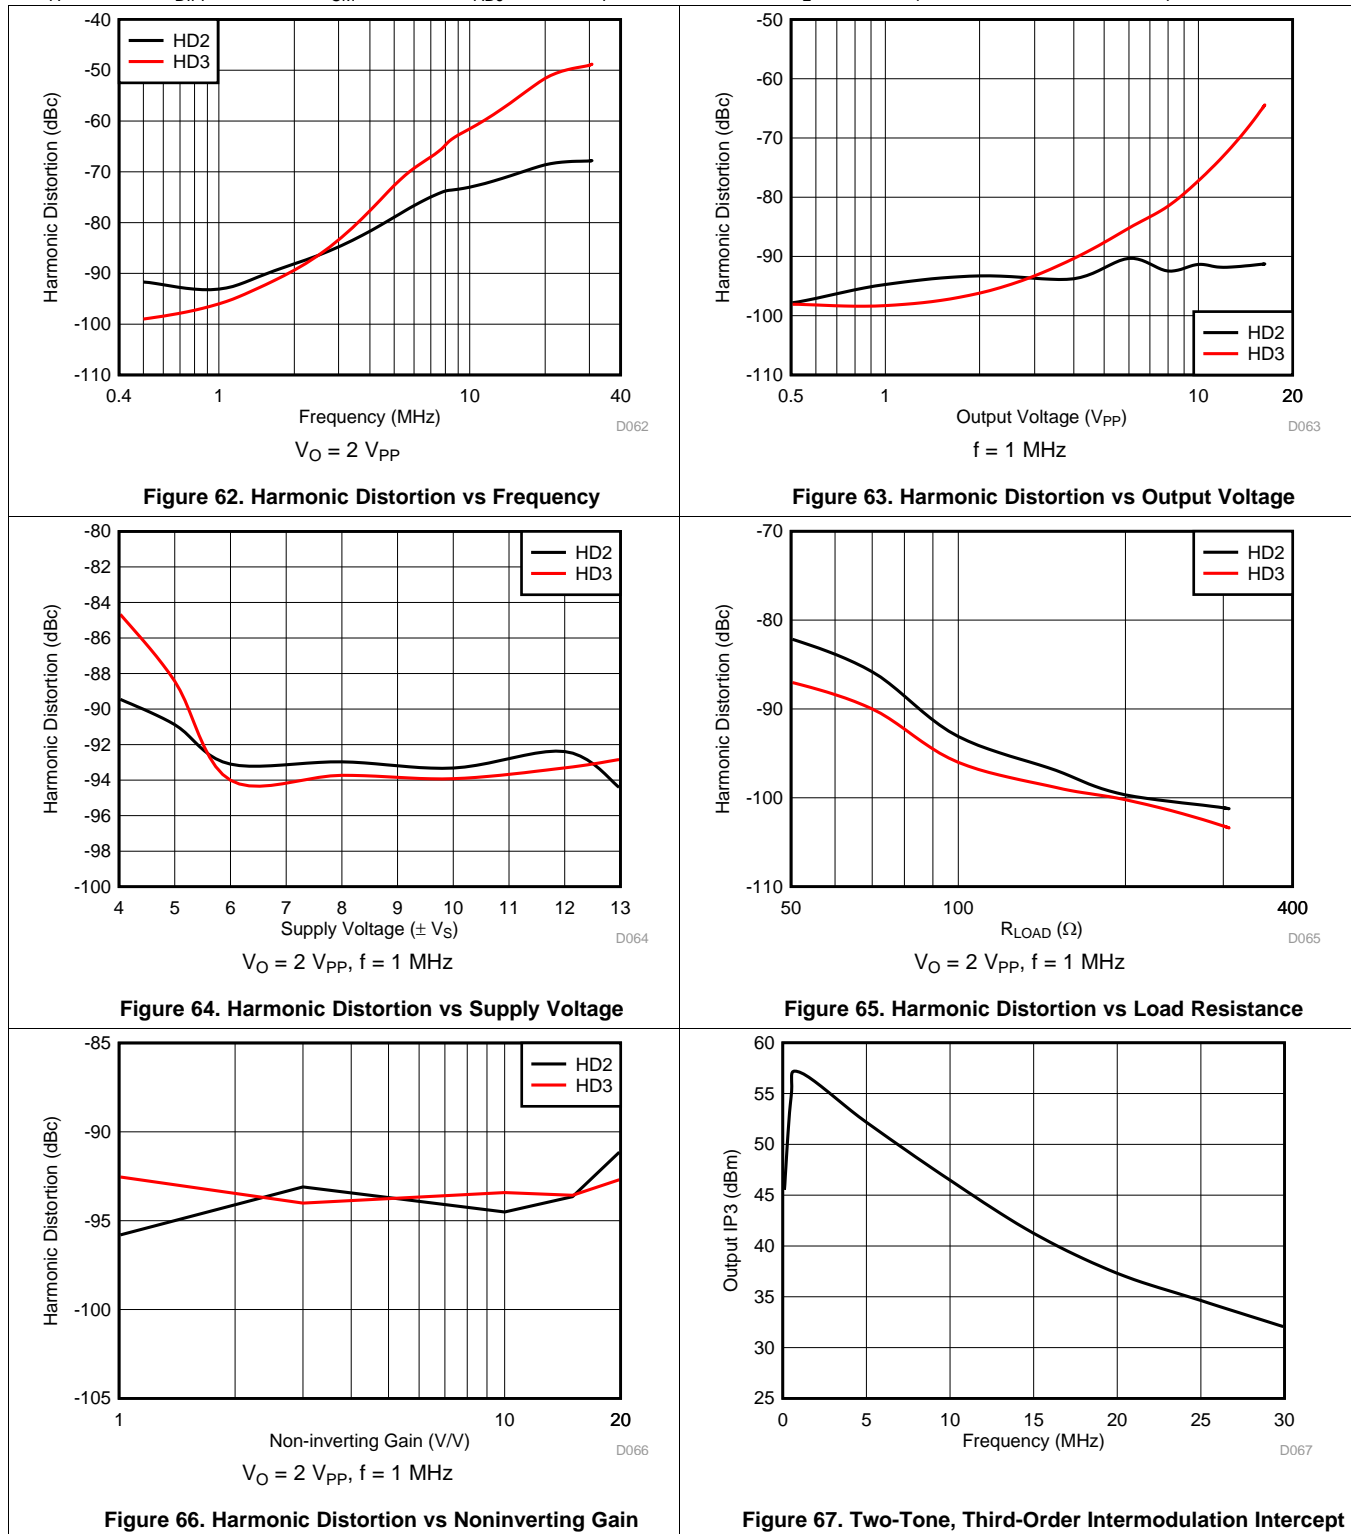 -40
-50
-60
-70
-80
-90
-100
-110
Harmonic Distortion (dBc)
HD2
HD3
0.4 1 10 40
Frequency (MHz)
D062
VO = 2 VPP
Figure 62. Harmonic Distortion vs Frequency
-50
-60
-70
-80
-90
-100
-110
Harmonic Distortion (dBc)
HD2
HD3
0.5 1 10 20
Output Voltage (VPP)
D063
f = 1 MHz
Figure 63. Harmonic Distortion vs Output Voltage
-80
-82
-84
-86
-88
-90
-92
-94
-96
-98
-100
Harmonic Distortion (dBc)
HD2
HD3
4 5 6 7 8 9 10 11 12 13
Supply Voltage (± VS)
D064
VO = 2 VPP, f = 1 MHz
Figure 64. Harmonic Distortion vs Supply Voltage
-70
-80
-90
-100
-110
Harmonic Distortion (dBc)
HD2
HD3
50 100 400
RLOAD (Ω)
D065
VO = 2 VPP, f = 1 MHz
Figure 65. Harmonic Distortion vs Load Resistance
-85
-90
-95
-100
-105
Harmonic Distortion (dBc)
HD2
HD3
1 10 20
Non-inverting Gain (V/V)
D066
VO = 2 VPP, f = 1 MHz
Figure 66. Harmonic Distortion vs Noninverting Gain
60
55
50
45
40
35
30
25
Output IP3 (dBm)
0 5 10 15 20 25 30
Frequency (MHz)
D067
Figure 67. Two-Tone, Third-Order Intermodulation Intercept